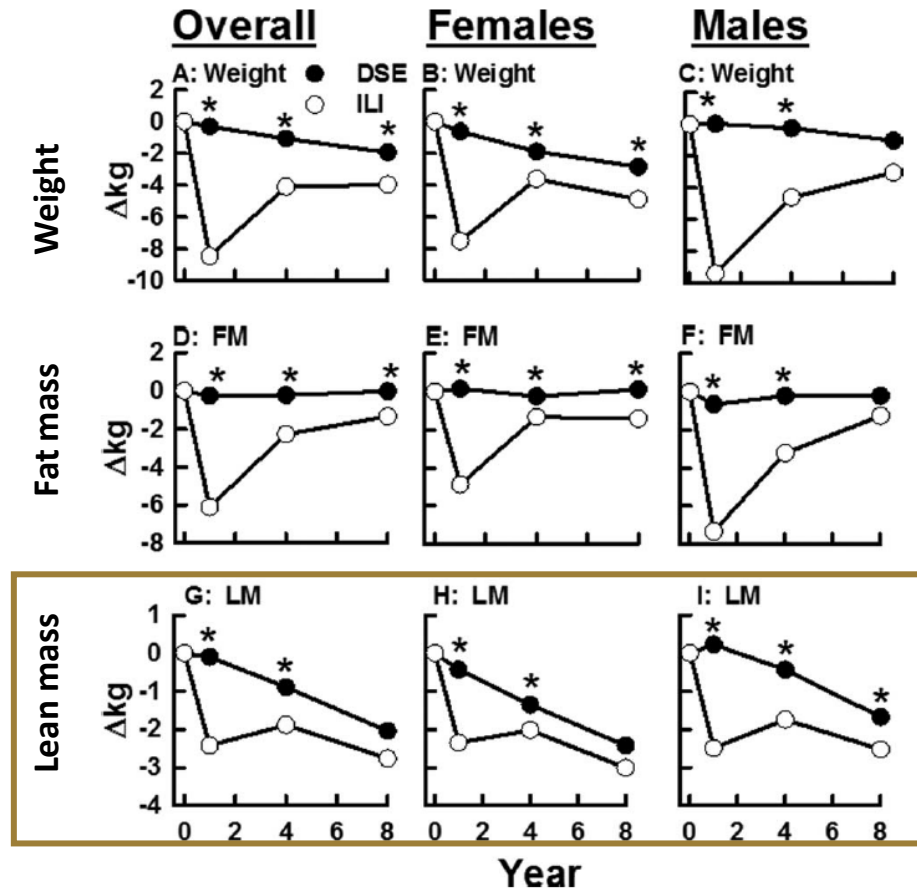 Overall Females Males
A: Weight DSE B: Weight C: Weight
ILI
Weight
Δkg
2
0
-2
-4
-6
-8
-10
* * * * * * * *
D: FM E: FM F: FM
Fat mass
Δkg
2
0
-2
-4
-6
-8
* * * * * * * *
G: LM H: LM I: LM
Lean mass
Δkg
1
0
-1
-2
-3
-4
* * * * * * *
0 2 4 6 8 0 2 4 6 8 0 2 4 6 8
Year